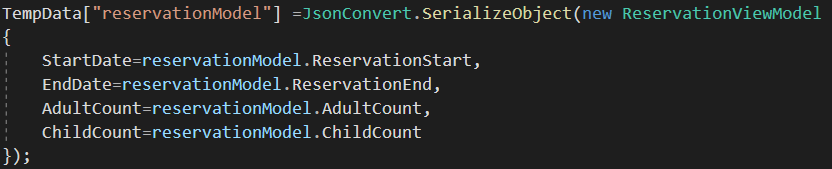 TempData["reservationModel"] =JsonConvert.SerializeObject(new ReservationViewModel
{
    StartDate=reservationModel.ReservationStart,
    EndDate=reservationModel.ReservationEnd,
    AdultCount=reservationModel.AdultCount,
    ChildCount=reservationModel.ChildCount
});